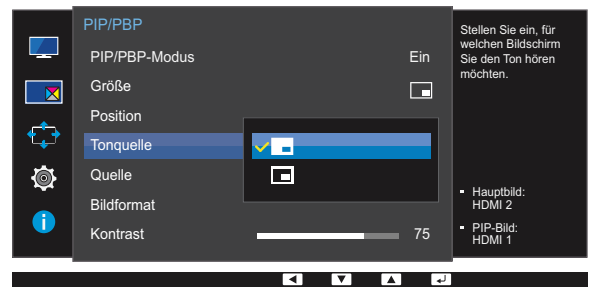 PIP/PBP
PIP/PBP-Modus Ein
Größe
Position
Tonquelle
Quelle
Bildformat
Kontrast 75
Stellen Sie ein, für
welchen Bildschirm
Sie den Ton hören
möchten.
Hauptbild:
HDMI 2
PIP-Bild:
HDMI 1